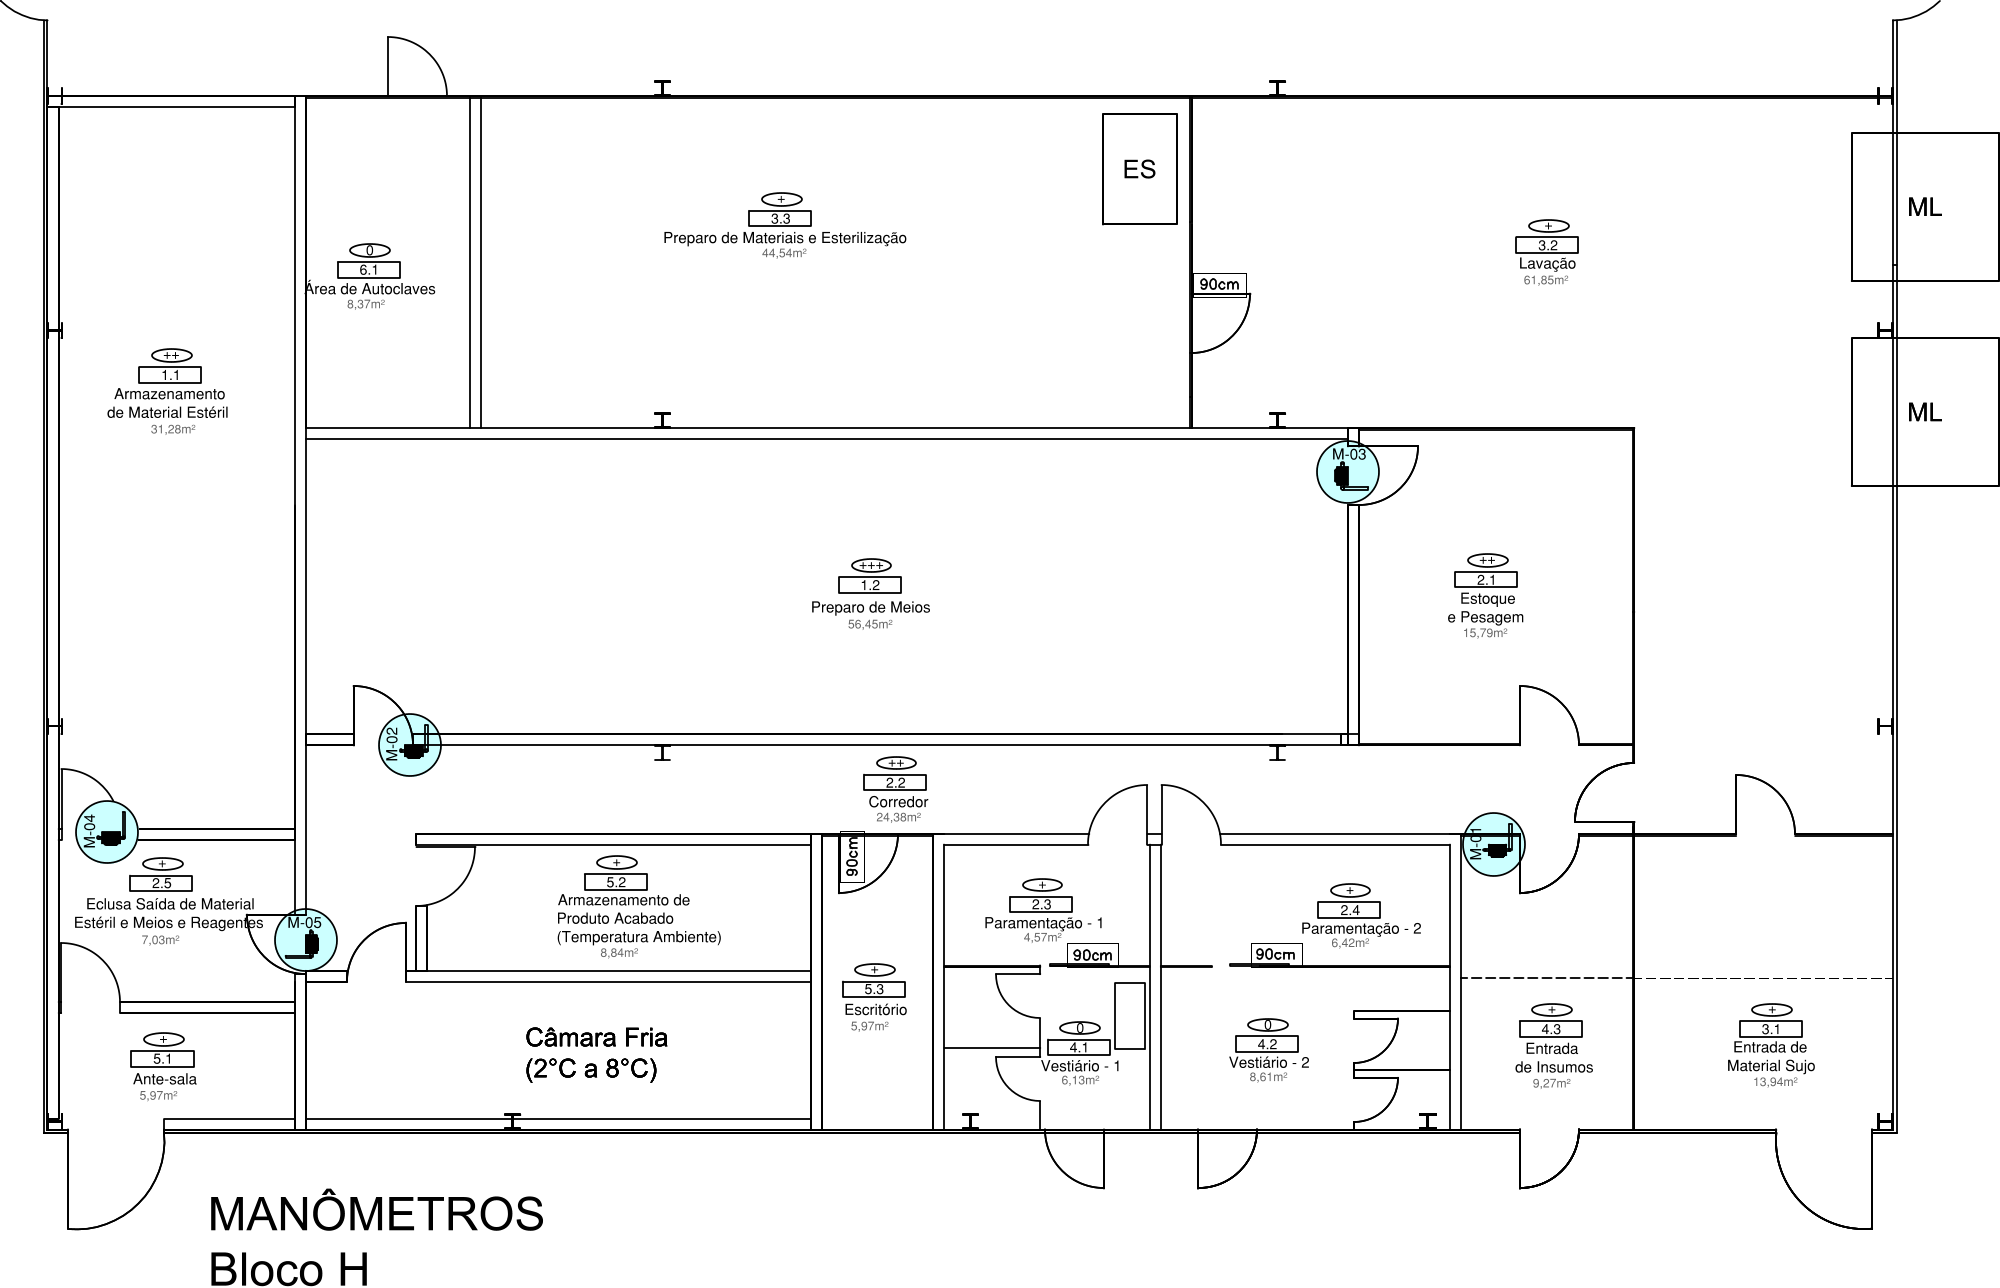 ES
ML
+
3.3
Preparo de Materiais e Esterilização
44,54m²
+
3.2
Lavação
61,85m²
0
6.1
Área de Autoclaves
8,37m²
90cm
++
1.1
Armazenamento
de Material Estéril
31,28m²
ML
M-03
+++
1.2
Preparo de Meios
56,45m²
++
2.1
Estoque
e Pesagem
15,79m²
M-02
++
2.2
Corredor
24,38m²
M-04
M-01
90cm
+
2.5
Eclusa Saída de Material
Estéril e Meios e Reagentes
7,03m²
M-05
+
5.2
Armazenamento de
Produto Acabado
(Temperatura Ambiente)
8,84m²
+
2.3
Paramentação - 1
4,57m²
90cm
+
2.4
Paramentação - 2
6,42m²
90cm
+
5.3
Escritório
5,97m²
+
5.1
Ante-sala
5,97m²
Câmara Fria
(2°C a 8°C)
0
4.1
Vestiário - 1
6,13m²
0
4.2
Vestiário - 2
8,61m²
+
4.3
Entrada
de Insumos
9,27m²
+
3.1
Entrada de
Material Sujo
13,94m²
MANÔMETROS
Bloco H